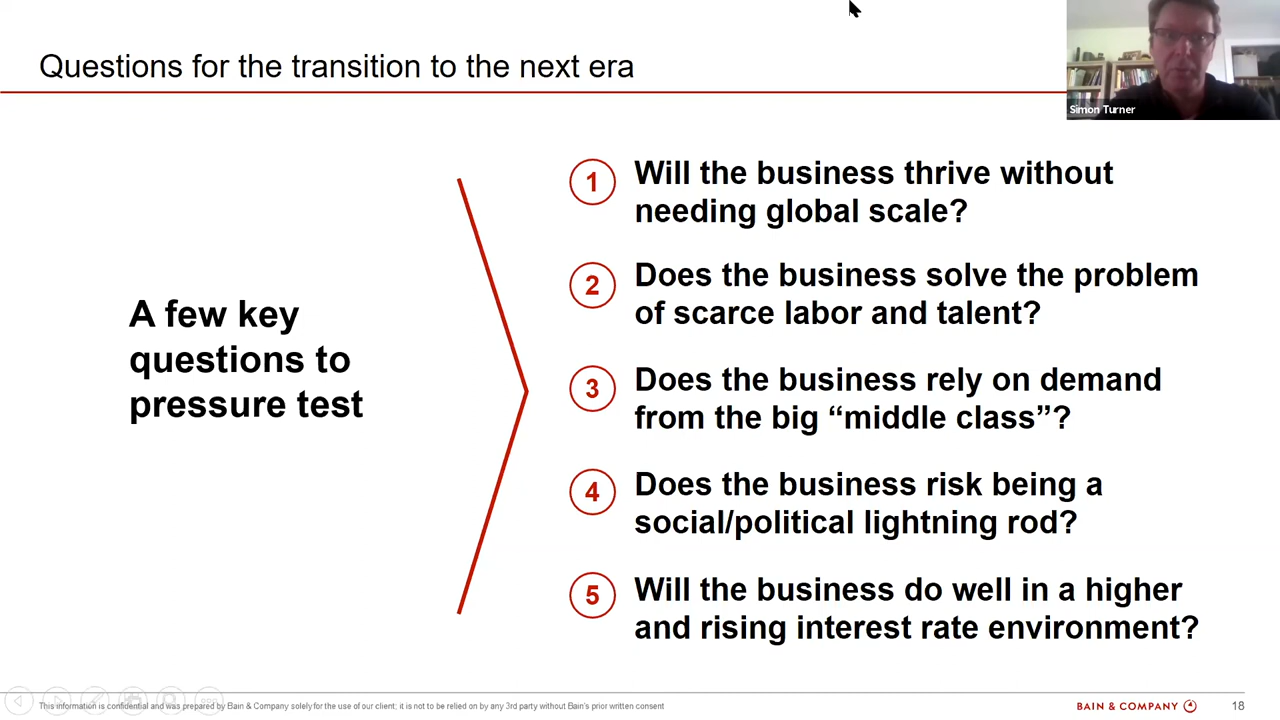 Questions for the transition to the next era
Simon Turner
A few key
questions to
pressure test
1
Will the business thrive without
needing global scale?
2
Does the business solve the problem
of scarce labor and talent?
3
Does the business rely on demand
from the big “middle class”?
4
Does the business risk being a
social/political lightning rod?
5
Will the business do well in a higher
and rising interest rate environment?
This information is confidential and was prepared by Bain & Company solely for the use of our client; it is not to be relied on by any 3rd party without Bain's prior written consent
BAIN & COMPANY
18